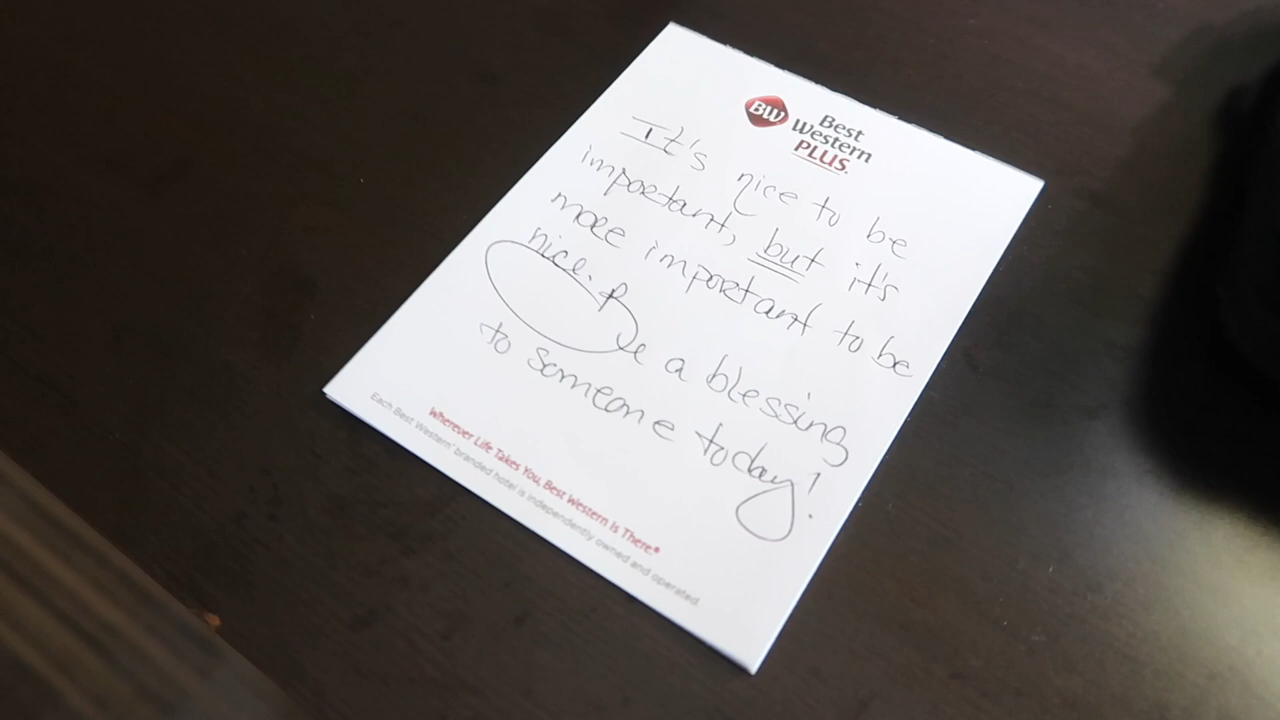 BW Best
Western
PLUS.
It's nice to be
important, but it's
more important to be
nice. Be a blessing
to someone today!
Wherever Life Takes You, Best Western Is There.®
Each Best Western® branded hotel is independently owned and operated.